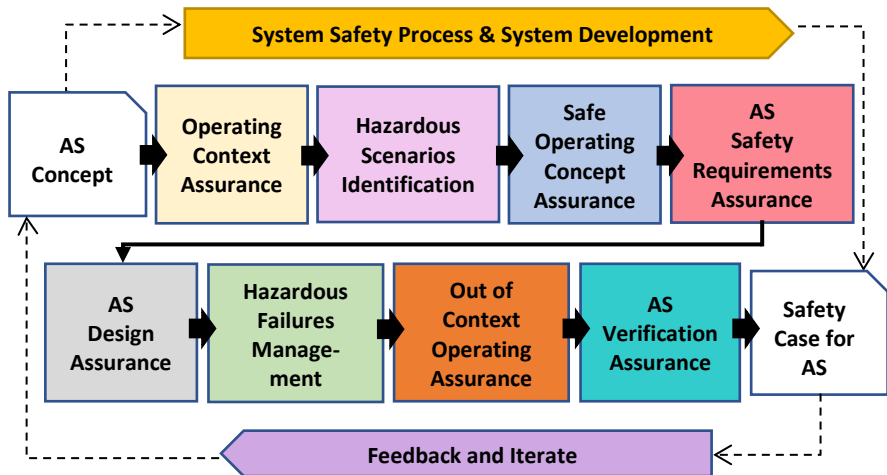 System Safety Process & System Development
AS
Concept
Operating
Context
Assurance
Hazardous
Scenarios
Identification
Safe
Operating
Concept
Assurance
AS
Safety
Requirements
Assurance
AS
Design
Assurance
Hazardous
Failures
Manage-
ment
Out of
Context
Operating
Assurance
AS
Verification
Assurance
Safety
Case for
AS
Feedback and Iterate